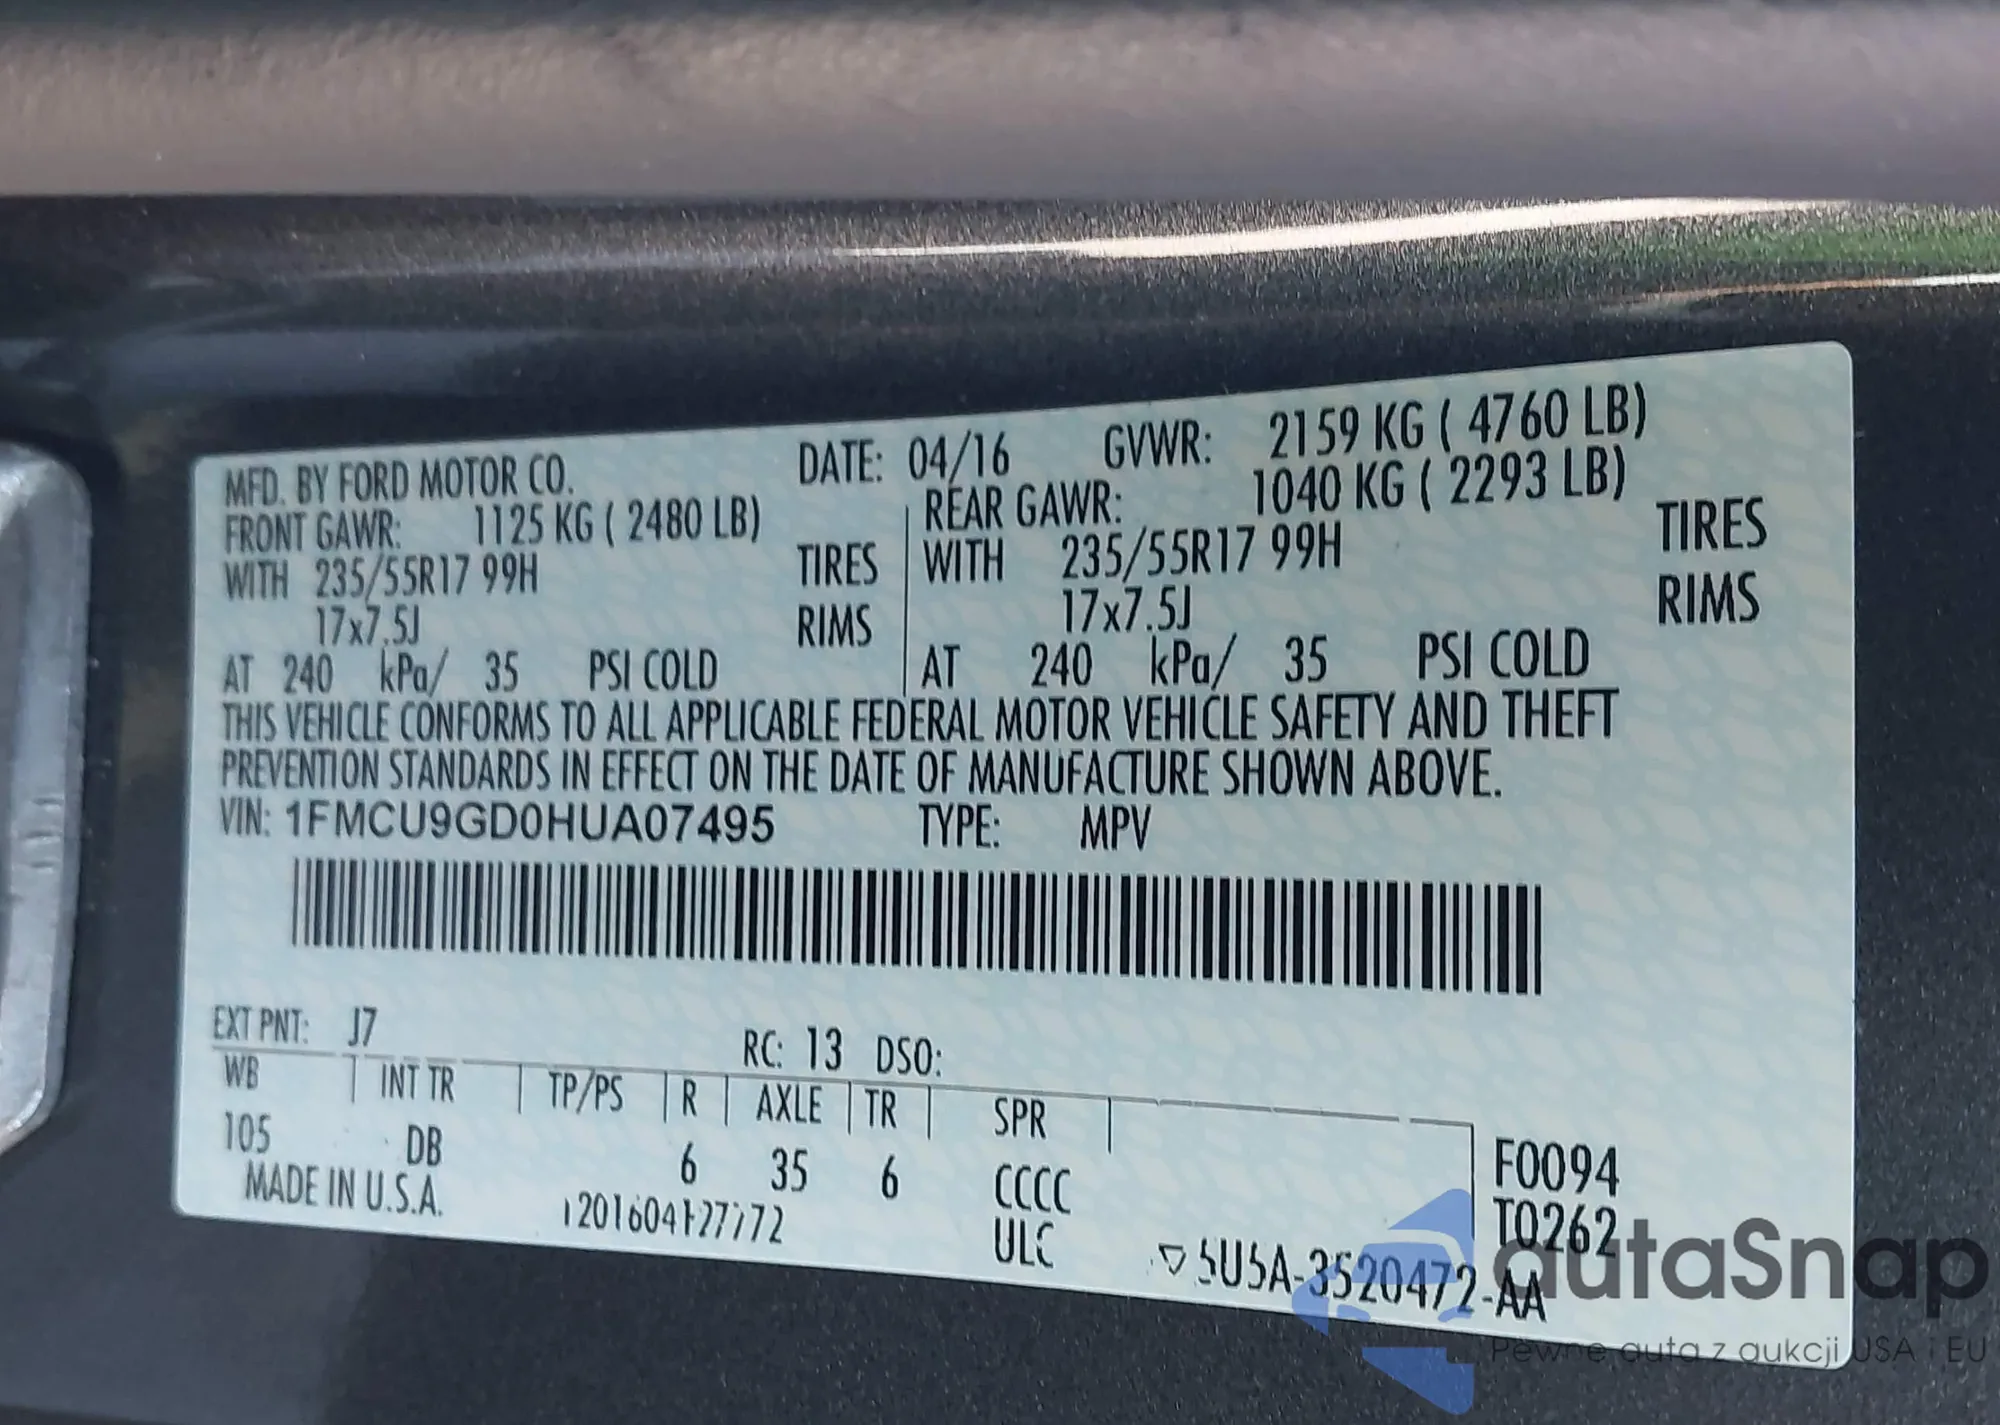 MFD. BY FORD MOTOR CO. DATE: 04/16 GVWR: 2159 KG ( 4760 LB)
FRONT GAWR: 1125 KG ( 2480 LB) REAR GAWR: 1040 KG ( 2293 LB)
WITH 235/55R17 99H TIRES WITH 235/55R17 99H TIRES
17x7.5J RIMS 17x7.5J RIMS
AT 240 kPa/ 35 PSI COLD AT 240 kPa/ 35 PSI COLD
THIS VEHICLE CONFORMS TO ALL APPLICABLE FEDERAL MOTOR VEHICLE SAFETY AND THEFT
PREVENTION STANDARDS IN EFFECT ON THE DATE OF MANUFACTURE SHOWN ABOVE.
VIN: 1FMCU9GD0HUA07495 TYPE: MPV
EXT PNT: J7 RC: 13 DSO:
WB INT TR TP/PS R AXLE TR SPR
105 DB 6 35 6 CCCC F0094
MADE IN U.S.A. ULC T0262
5U5A-3520472-AA
autaSnap
Pewne auta z aukcji USA i EU